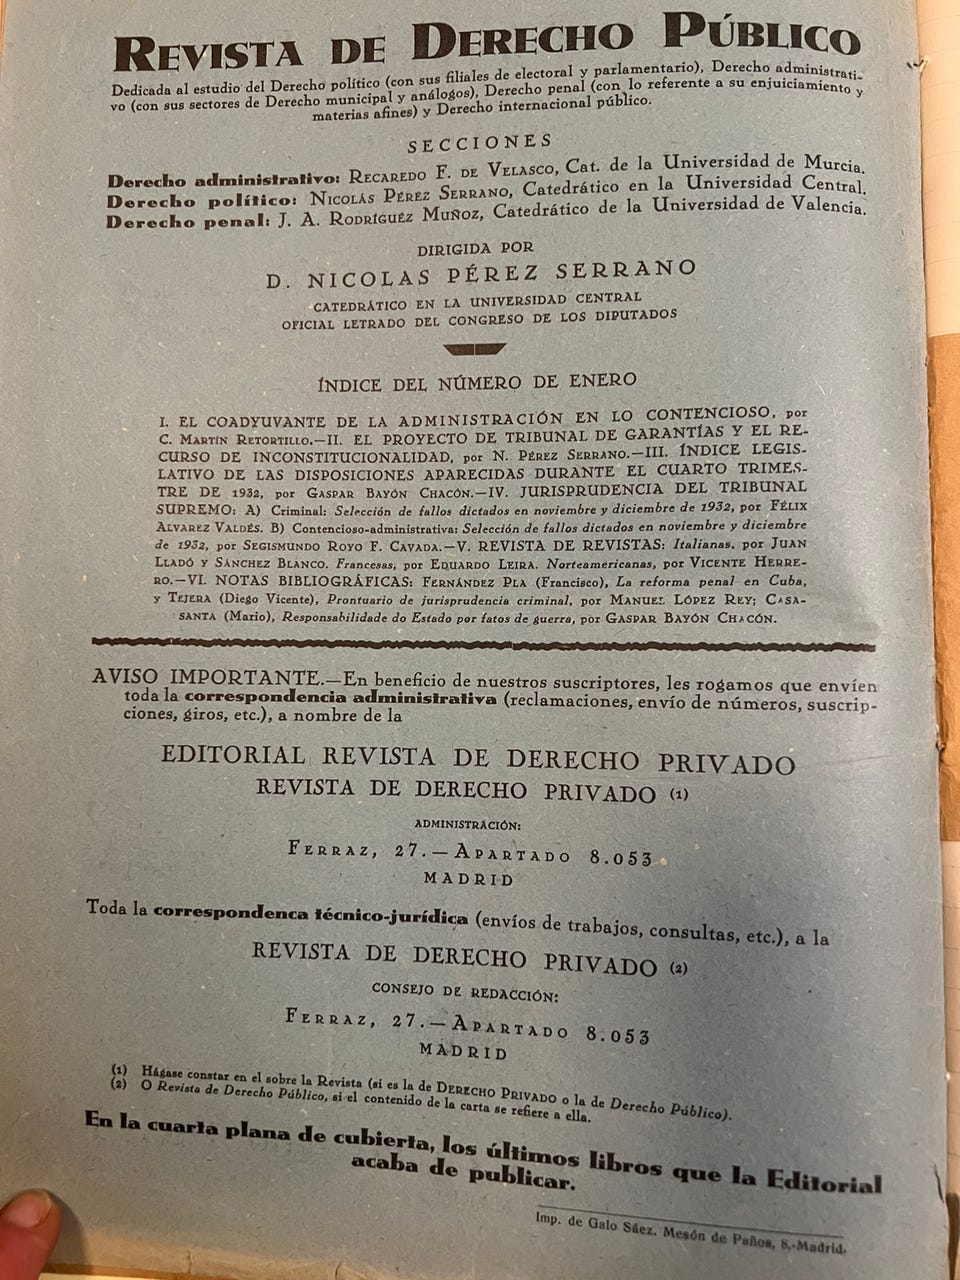 REVISTA DE DERECHO PÚBLICO
Dedicada al estudio del Derecho político (con sus filiales de electoral y parlamentario), Derecho administrati-
vo (con sus sectores de Derecho municipal y análogos), Derecho penal (con lo referente a su enjuiciamiento y
materias afines) y Derecho internacional público.
SECCIONES
Derecho administrativo: RECAREDO F. DE VELASCO, Cat. de la Universidad de Murcia.
Derecho político: NICOLÁS PÉREZ SERRANO, Catedrático en la Universidad Central.
Derecho penal: J. A. RODRÍGUÉZ MUÑOZ, Catedrático de la Universidad de Valencia.
DIRIGIDA POR
D. NICOLAS PÉREZ SERRANO
CATEDRÁTICO EN LA UNIVERSIDAD CENTRAL
OFICIAL LETRADO DEL CONGRESO DE LOS DIPUTADOS
ÍNDICE DEL NÚMERO DE ENERO
I. EL COADYUVANTE DE LA ADMINISTRACIÓN EN LO CONTENCIOSO, por
C. MARTÍN RETORTILLO.—II. EL PROYECTO DE TRIBUNAL DE GARANTÍAS Y EL RE-
CURSO DE INCONSTITUCIONALIDAD, por N. PÉREZ SERRANO.—III. ÍNDICE LEGIS-
LATIVO DE LAS DISPOSICIONES APARECIDAS DURANTE EL CUARTO TRIMES-
TRE DE 1932, por GASPAR BAYÓN CHACÓN.—IV. JURISPRUDENCIA DEL TRIBUNAL
SUPREMO: A) Criminal: Selección de fallos dictados en noviembre y diciembre de 1932, por FÉLIX
ALVAREZ VALDÉS. B) Contencioso-administrativa: Selección de fallos dictados en noviembre y diciembre
de 1932, por SEGISMUNDO ROYO F. CAVADA.—V. REVISTA DE REVISTAS: Italianas, por JUAN
LLADÓ Y SÁNCHEZ BLANCO. Francesas, por EDUARDO LEIRA. Norteamericanas, por VICENTE HERRE-
RO.—VI. NOTAS BIBLIOGRÁFICAS: FERNÁNDEZ PLA (Francisco), La reforma penal en Cuba,
y TEJERA (Diego Vicente), Prontuario de jurisprudencia criminal, por MANUEL LÓPEZ REY; CASA-
SANTA (Mario), Responsabilidade do Estado por fatos de guerra, por GASPAR BAYÓN CHACÓN.
AVISO IMPORTANTE.—En beneficio de nuestros suscriptores, les rogamos que envíen
toda la correspondencia administrativa (reclamaciones, envío de números, suscrip-
ciones, giros, etc.), a nombre de la
EDITORIAL REVISTA DE DERECHO PRIVADO
REVISTA DE DERECHO PRIVADO (1)
ADMINISTRACIÓN:
FERRAZ, 27.—APARTADO 8.053
MADRID
Toda la correspondenca técnico-jurídica (envíos de trabajos, consultas, etc.), a la
REVISTA DE DERECHO PRIVADO (2)
CONSEJO DE REDACCIÓN:
FERRAZ, 27.—APARTADO 8.053
MADRID
(1) Hágase constar en el sobre la Revista (si es la de DERECHO PRIVADO o la de Derecho Público).
(2) O Revista de Derecho Público, si el contenido de la carta se refiere a ella.
En la cuarta plana de cubierta, los últimos libros que la Editorial
acaba de publicar.
Imp. de Galo Sáez. Mesón de Paños, 8,-Madrid.